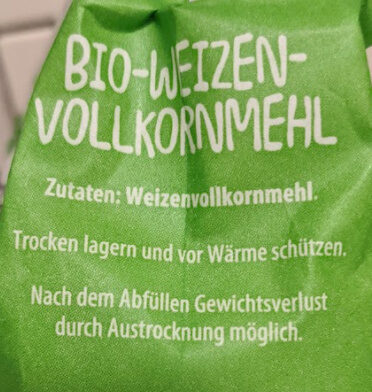 BIO-WEIZEN-
VOLLKORNMEHL
Zutaten: Weizenvollkornmehl.
Trocken lagern und vor Wärme schützen.
Nach dem Abfüllen Gewichtsverlust
durch Austrocknung möglich.